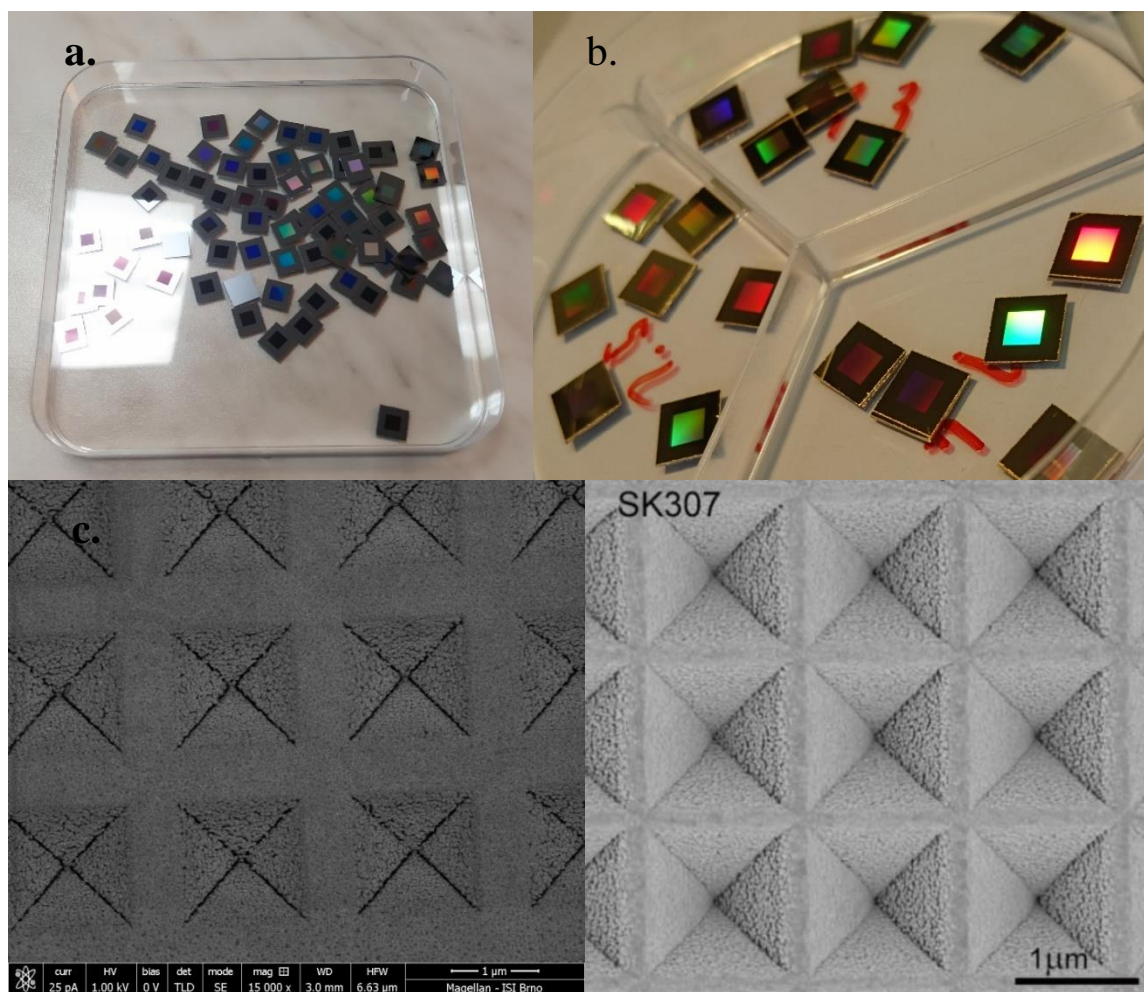 a.
b.
c.
SK307
1µm
curr HV bias det mode mag ⊞ WD HFW
25 pA 1.00 kV 0 V TLD SE 15 000 x 3.0 mm 6.63 µm
1 µm
Magellan - ISI Brno